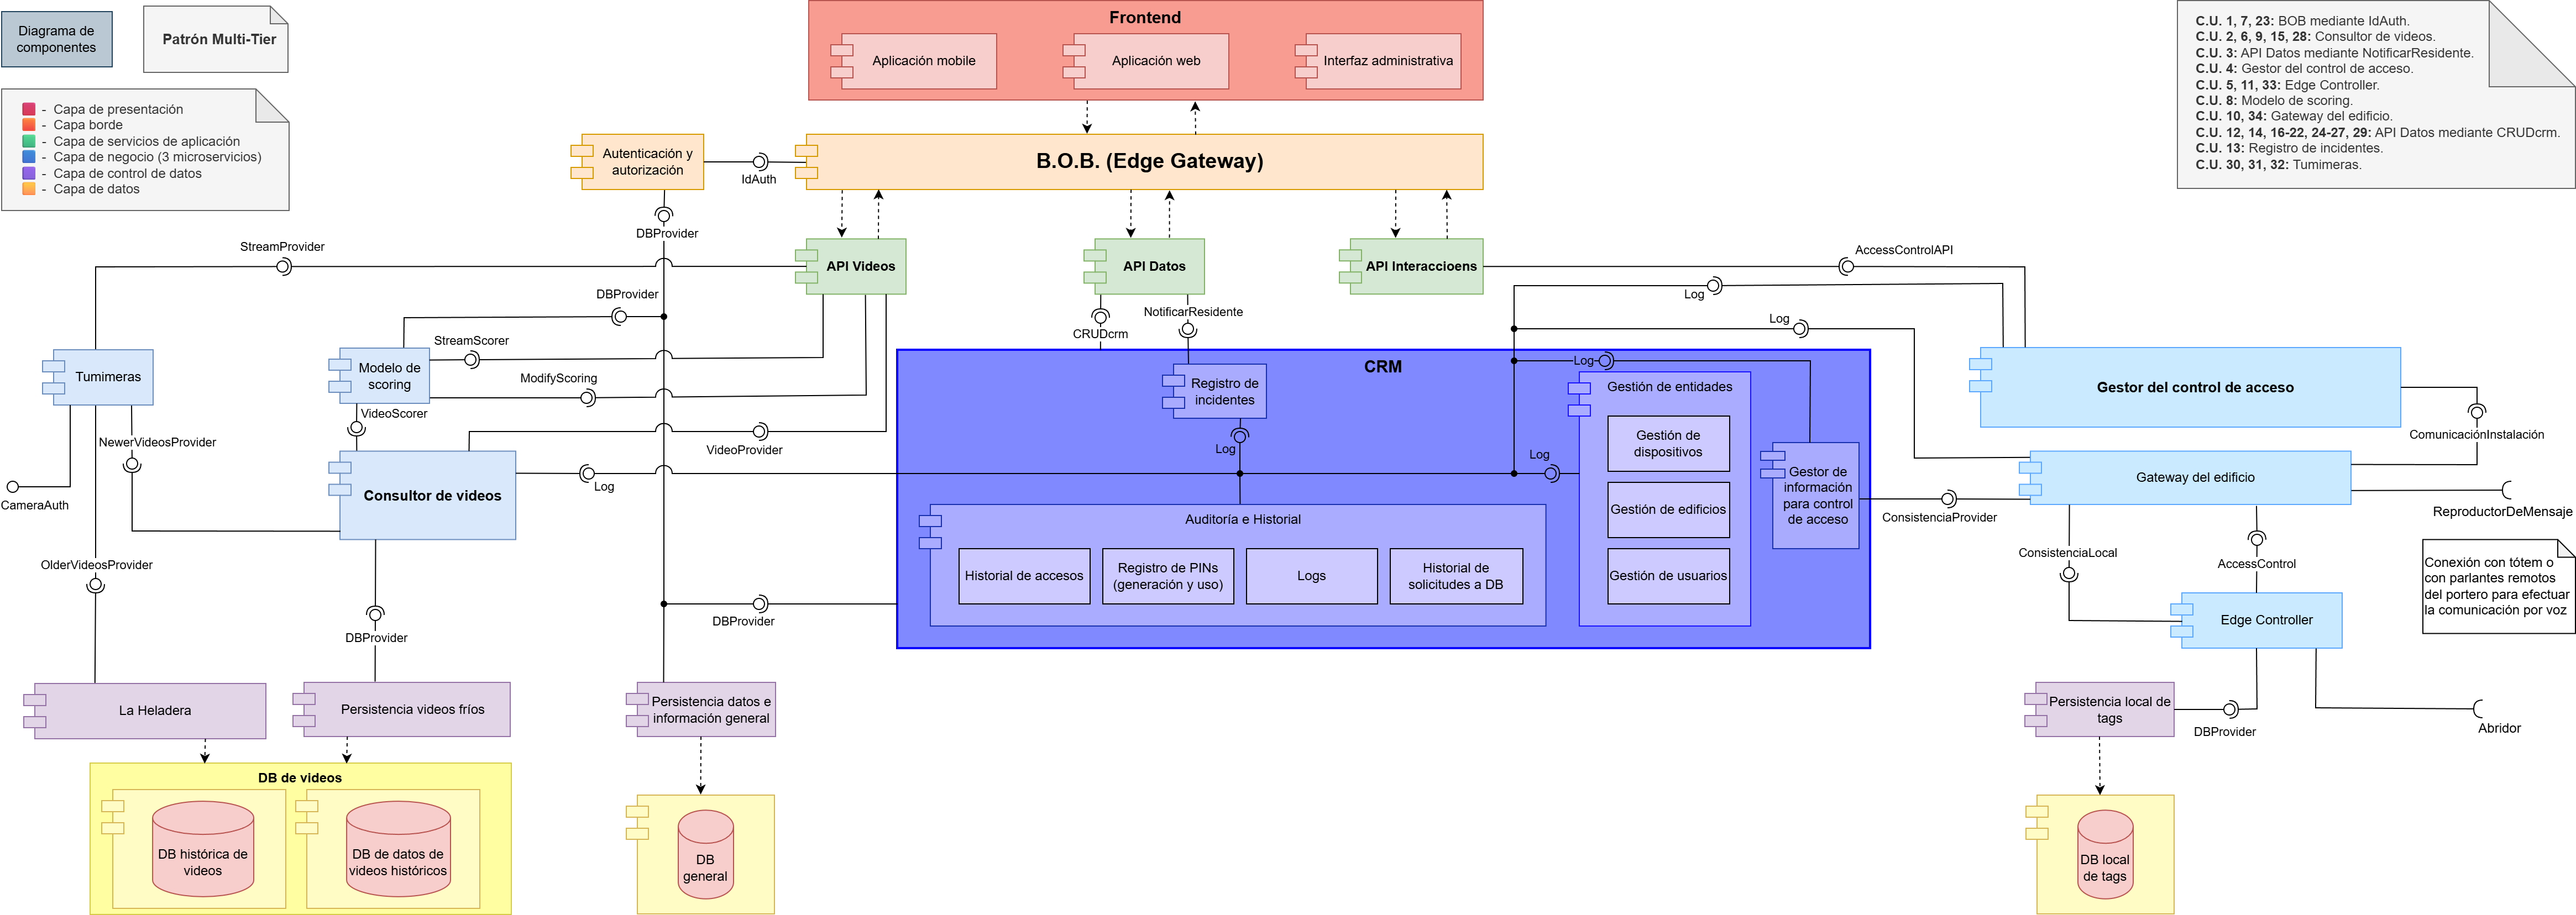 Diagrama de
componentes
Patrón Multi-Tier
- Capa de presentación
- Capa borde
- Capa de servicios de aplicación
- Capa de negocio (3 microservicios)
- Capa de control de datos
- Capa de datos
Frontend
Aplicación mobile
Aplicación web
Interfaz administrativa
C.U. 1, 7, 23: BOB mediante IdAuth.
C.U. 2, 6, 9, 15, 28: Consultor de videos.
C.U. 3: API Datos mediante NotificarResidente.
C.U. 4: Gestor del control de acceso.
C.U. 5, 11, 33: Edge Controller.
C.U. 8: Modelo de scoring.
C.U. 10, 34: Gateway del edificio.
C.U. 12, 14, 16-22, 24-27, 29: API Datos mediante CRUDcrm.
C.U. 13: Registro de incidentes.
C.U. 30, 31, 32: Tumimeras.
Autenticación y
autorización
IdAuth
B.O.B. (Edge Gateway)
DBProvider
StreamProvider
API Videos
API Datos
API Interaccioens
AccessControlAPI
DBProvider
Log
NotificarResidente
Log
CRUDcrm
StreamScorer
Tumimeras
Modelo de
scoring
ModifyScoring
VideoScorer
CRM
Log
Registro de
incidentes
Gestión de entidades
Gestor del control de acceso
NewerVideosProvider
VideoProvider
Log
Log
Gestión de
dispositivos
ComunicaciónInstalación
Consultor de videos
Log
Gestor de
información
para control
de acceso
Gateway del edificio
CameraAuth
Auditoría e Historial
Gestión de edificios
ConsistenciaProvider
ReproductorDeMensaje
OlderVideosProvider
Historial de accesos
Registro de PINs
(generación y uso)
Logs
Historial de
solicitudes a DB
Gestión de usuarios
ConsistenciaLocal
AccessControl
Conexión con tótem o
con parlantes remotos
del portero para efectuar
la comunicación por voz
DBProvider
DBProvider
Edge Controller
La Heladera
Persistencia videos fríos
Persistencia datos e
información general
Persistencia local de
tags
DBProvider
Abridor
DB de videos
DB histórica de
videos
DB de datos de
videos históricos
DB
general
DB local
de tags